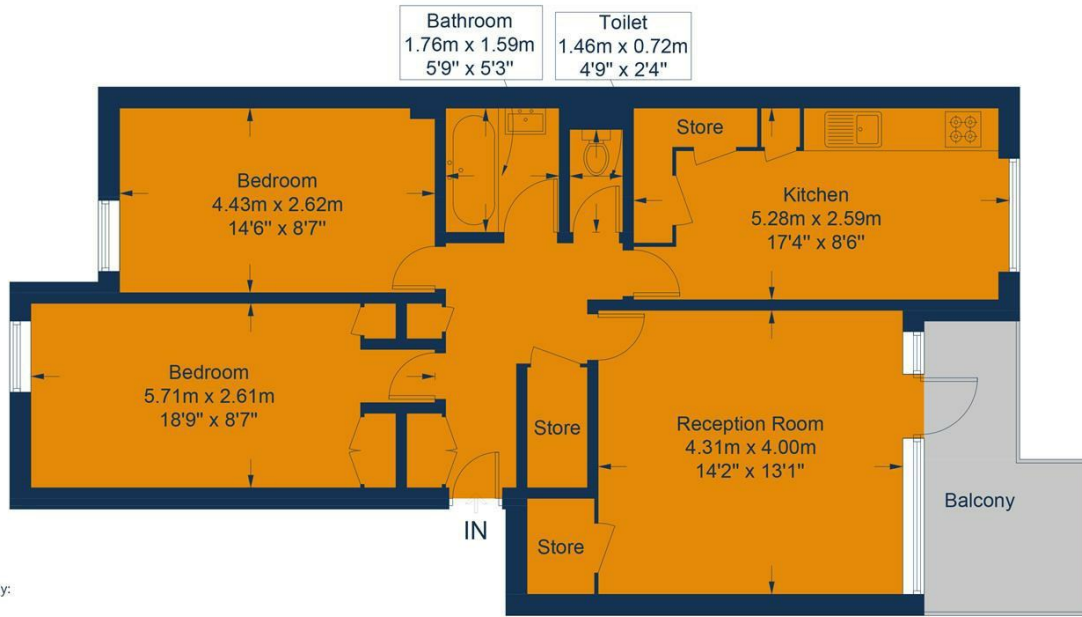 Bathroom
1.76m x 1.59m
5'9" x 5'3"
Toilet
1.46m x 0.72m
4'9" x 2'4"
Bedroom
4.43m x 2.62m
14'6" x 8'7"
Store
Kitchen
5.28m x 2.59m
17'4" x 8'6"
Bedroom
5.71m x 2.61m
18'9" x 8'7"
Store
Reception Room
4.31m x 4.00m
14'2" x 13'1"
Balcony
IN
Store
y: